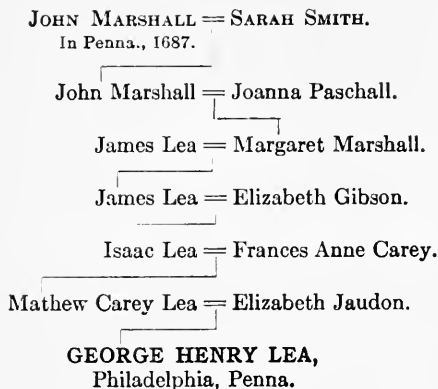 JOHN MARSHALL = SARAH SMITH.
In Penna., 1687.
John Marshall = Joanna Paschall.
James Lea = Margaret Marshall.
James Lea = Elizabeth Gibson.
Isaac Lea = Frances Anne Carey.
Mathew Carey Lea = Elizabeth Jaudon.
GEORGE HENRY LEA,
Philadelphia, Penna.